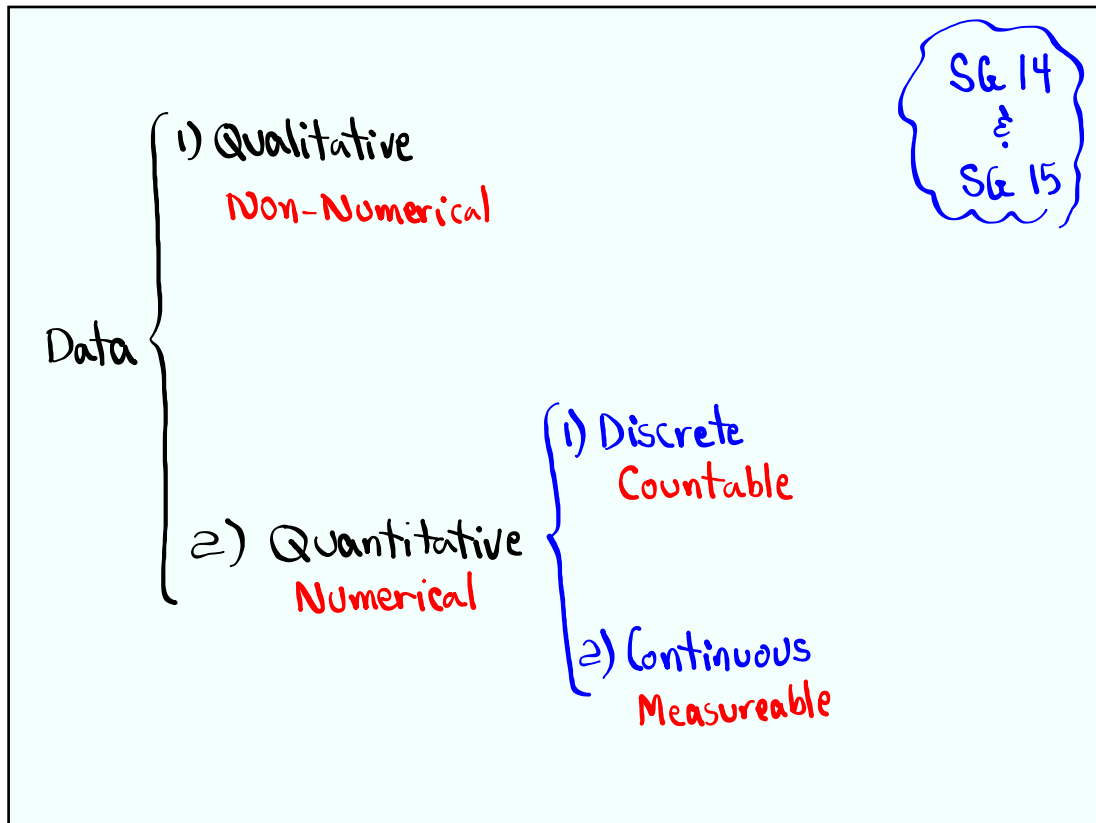 SG 14
&
SG 15
Data
1) Qualitative
Non-Numerical
2) Quantitative
Numerical
1) Discrete
Countable
2) Continuous
Measureable